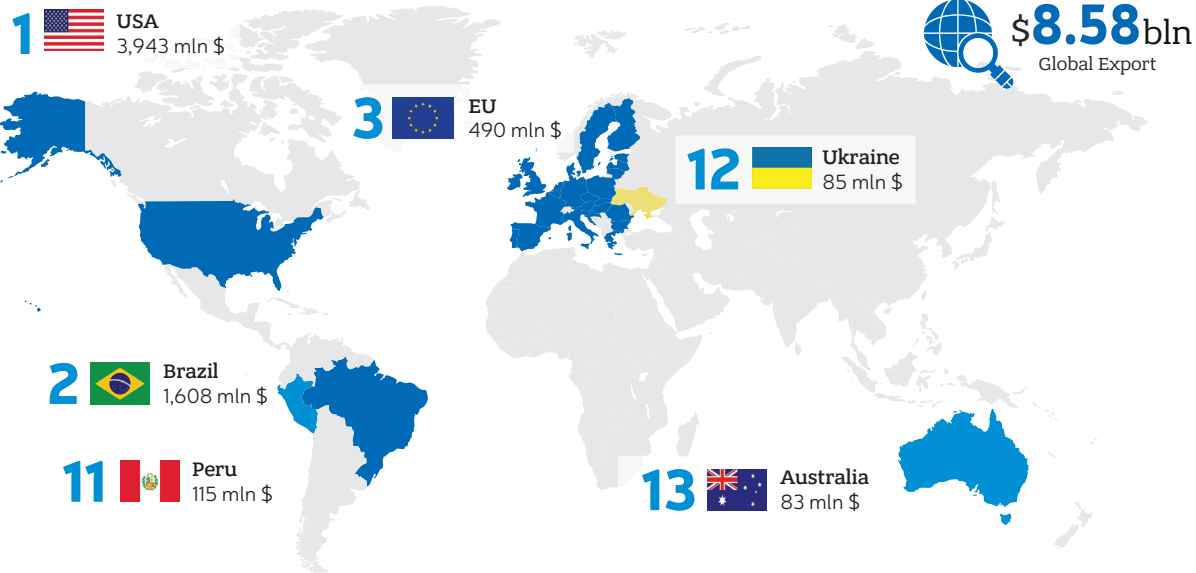 1
USA
3,943 mln $
$8.58bln
Global Export
3
EU
490 mln $
12
Ukraine
85 mln $
2
Brazil
1,608 mln $
11
Peru
115 mln $
13
Australia
83 mln $